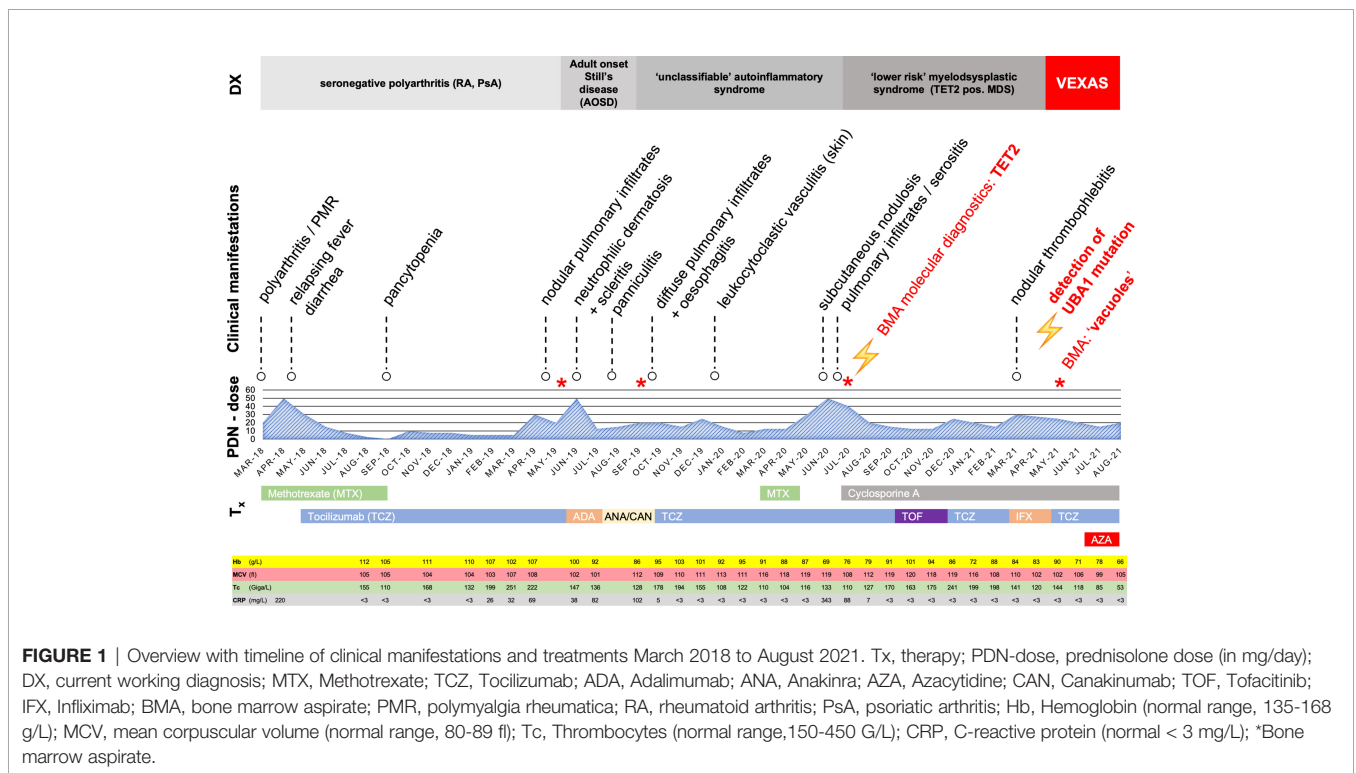 DX
seronegative polyarthritis (RA, PsA)
Adult onset
Still's
disease
(AOSD)
'unclassifiable' autoinflammatory
syndrome
'lower risk' myelodsysplastic
syndrome (TET2 pos. MDS)
VEXAS
Clinical manifestations
polyarthritis / PMR
relapsing fever
diarrhea
pancytopenia
nodular pulmonary infiltrates
neutrophilic dermatosis
+ scleritis
panniculitis
diffuse pulmonary infiltrates
+ oesophagitis
leukocytoclastic vasculitis (skin)
subcutaneous nodulosis
pulmonary infiltrates / serositis
BMA molecular diagnostics: TET2
nodular thrombophlebitis
detection of
UBA1 mutation
BMA: 'vacuoles'
* * * *
PDN - dose
60
50
40
30
20
10
0
MAR-18 APR-18 MAY-18 JUN-18 JUL-18 AUG-18 SEP-18 OCT-18 NOV-18 DEC-18 JAN-19 FEB-19 MAR-19 APR-19 MAY-19 JUN-19 JUL-19 AUG-19 SEP-19 OCT-19 NOV-19 DEC-19 JAN-20 FEB-20 MAR-20 APR-20 MAY-20 JUN-20 JUL-20 AUG-20 SEP-20 OCT-20 NOV-20 DEC-20 JAN-21 FEB-21 MAR-21 APR-21 MAY-21 JUN-21 JUL-21 AUG-21
Tx
Methotrexate (MTX) MTX Cyclosporine A
Tocilizumab (TCZ) ADA ANA/CAN TCZ TOF TCZ IFX TCZ
AZA
Hb (g/L) 112 105 111 110 107 102 107 100 92 86 95 103 101 92 95 91 88 87 69 76 79 91 101 94 86 72 88 84 83 90 71 78 66
MCV (fl) 105 105 104 104 103 107 108 102 101 112 109 110 111 113 111 116 118 119 119 108 112 119 120 118 119 116 108 110 102 102 106 99 105
Tc (Giga/L) 155 110 168 132 199 251 222 147 136 128 178 194 155 108 122 110 104 116 133 110 127 170 163 175 241 199 198 141 120 144 118 85 53
CRP (mg/L) 220 <3 <3 <3 <3 26 32 69 38 82 102 5 <3 <3 <3 <3 <3 <3 <3 343 88 7 <3 <3 <3 <3 <3 <3 <3 <3 <3 <3 <3 <3
FIGURE 1 | Overview with timeline of clinical manifestations and treatments March 2018 to August 2021. Tx, therapy; PDN-dose, prednisolone dose (in mg/day);
DX, current working diagnosis; MTX, Methotrexate; TCZ, Tocilizumab; ADA, Adalimumab; ANA, Anakinra; AZA, Azacytidine; CAN, Canakinumab; TOF, Tofacitinib;
IFX, Infliximab; BMA, bone marrow aspirate; PMR, polymyalgia rheumatica; RA, rheumatoid arthritis; PsA, psoriatic arthritis; Hb, Hemoglobin (normal range, 135-168
g/L); MCV, mean corpuscular volume (normal range, 80-89 fl); Tc, Thrombocytes (normal range,150-450 G/L); CRP, C-reactive protein (normal < 3 mg/L); *Bone
marrow aspirate.